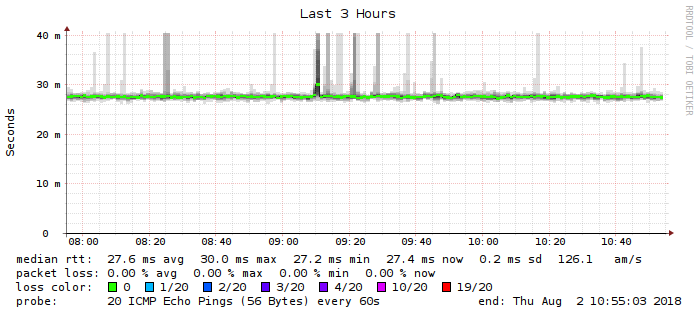 Last 3 Hours
RRDTOOL / TOBI OETIKER
Seconds
40 m
30 m
20 m
10 m
0
08:00 08:20 08:40 09:00 09:20 09:40 10:00 10:20 10:40
median rtt: 27.6 ms avg 30.0 ms max 27.2 ms min 27.4 ms now 0.2 ms sd 126.1 am/s
packet loss: 0.00 % avg 0.00 % max 0.00 % min 0.00 % now
loss color: 0 1/20 2/20 3/20 4/20 10/20 19/20
probe: 20 ICMP Echo Pings (56 Bytes) every 60s end: Thu Aug 2 10:55:03 2018